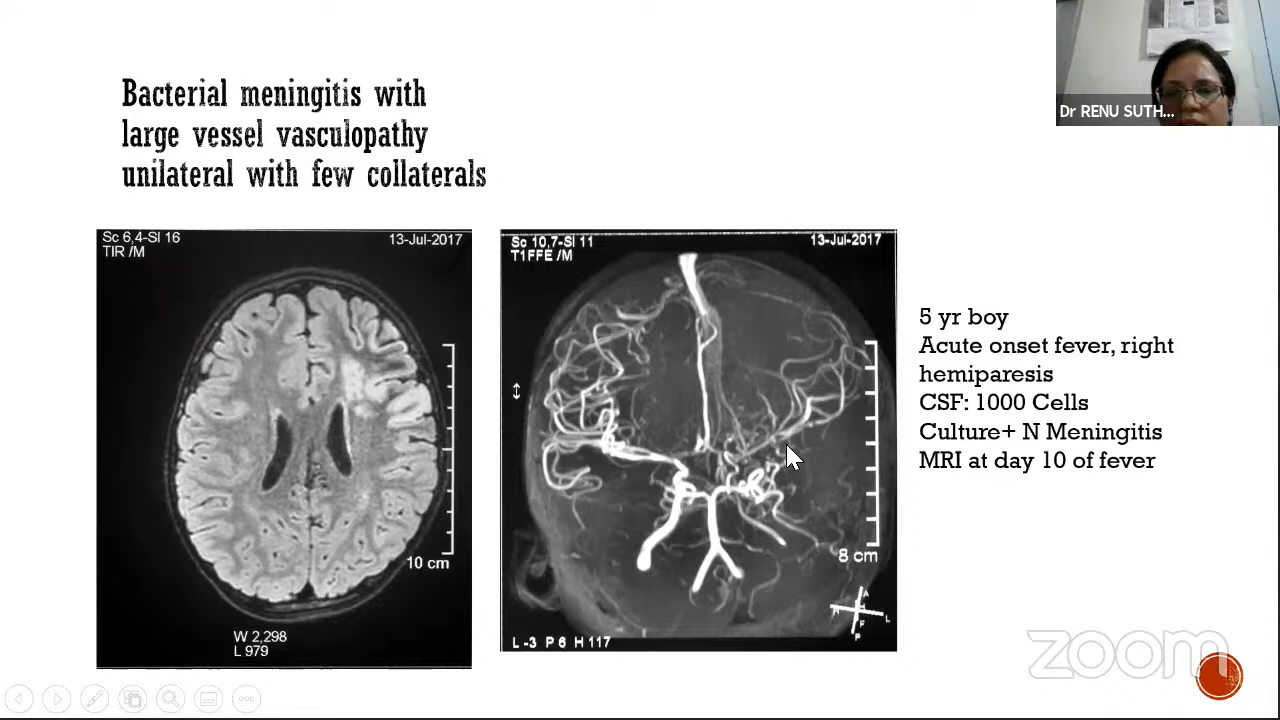 Bacterial meningitis with
large vessel vasculopathy
unilateral with few collaterals
Dr RENU SUTH...
Sc 6,4-SI 16
TIR /M
13-Jul-2017
10 cm
W 2,298
L 979
Sc 10,7-SI 11
T1FFE /M
13-Jul-2017
8 cm
A
H
R
L
F
P
L -3 P 6 H 117
5 yr boy
Acute onset fever, right
hemiparesis
CSF: 1000 Cells
Culture+ N Meningitis
MRI at day 10 of fever
zoom